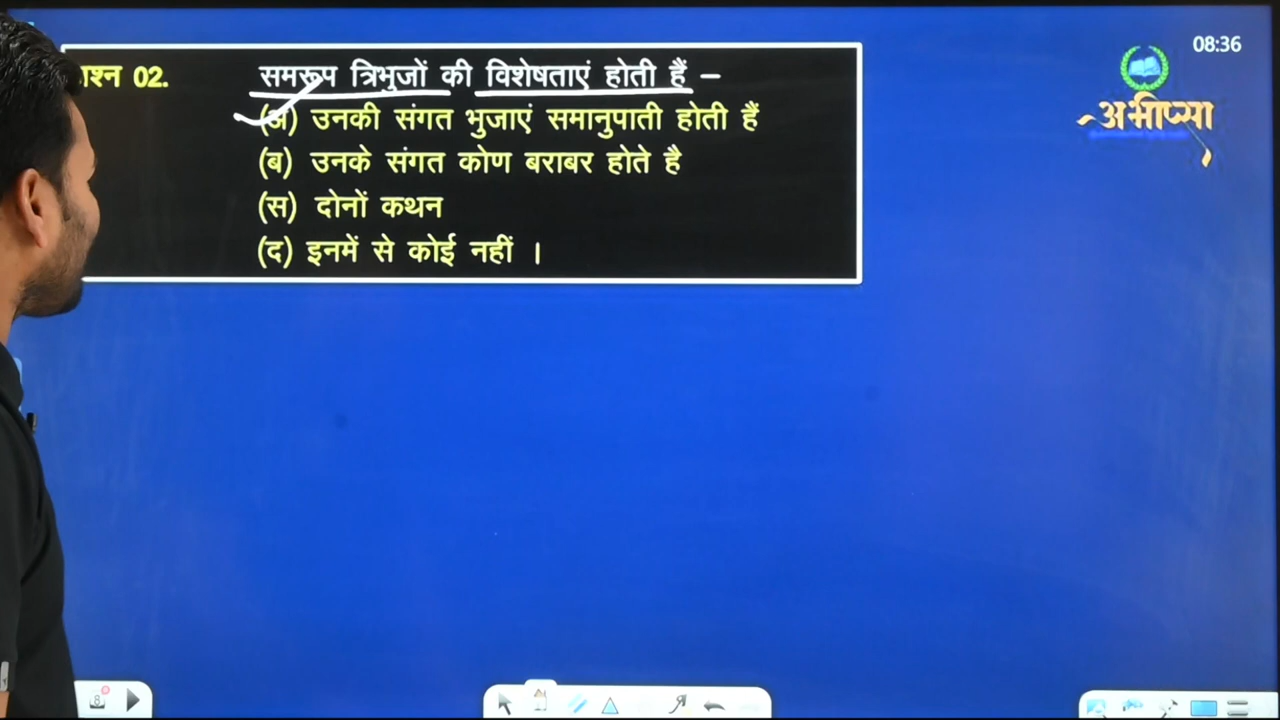 08:36
अभीप्सा
प्रश्न 02. समरूप त्रिभुजों की विशेषताएं होती हैं –
(अ) उनकी संगत भुजाएं समानुपाती होती हैं
(ब) उनके संगत कोण बराबर होते है
(स) दोनों कथन
(द) इनमें से कोई नहीं ।